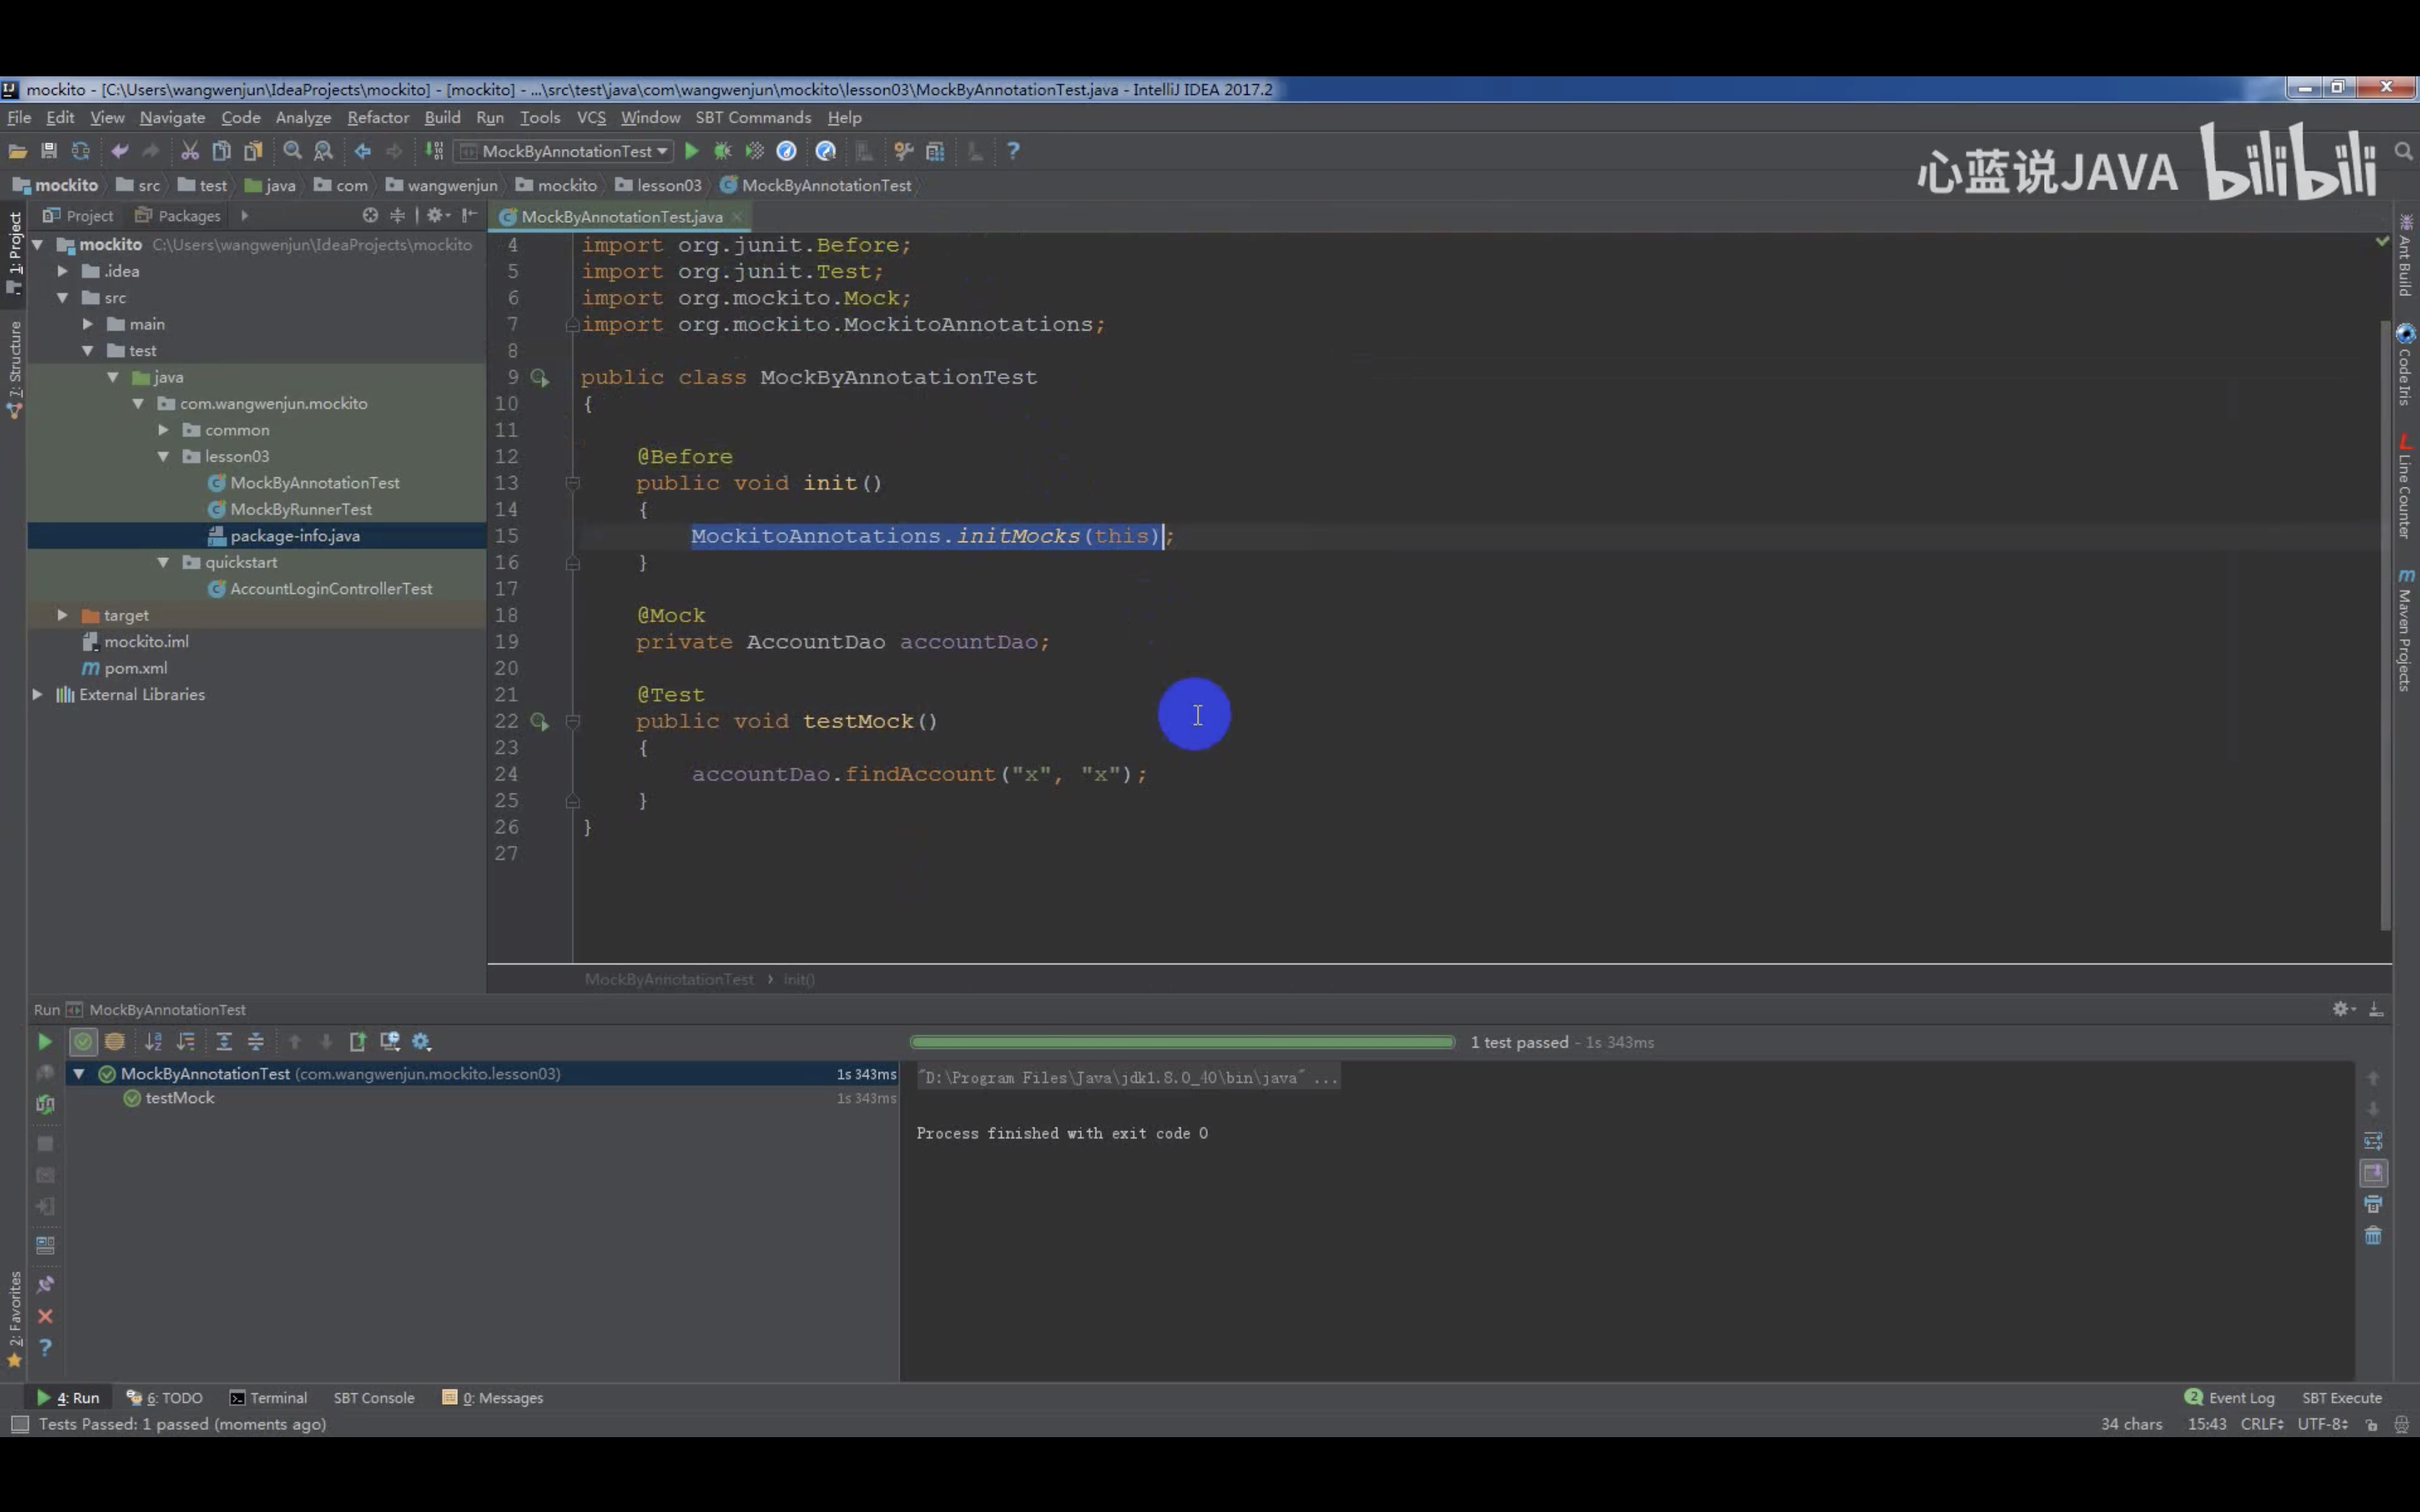 mockito - [C:\Users\wangwenjun\IdeaProjects\mockito] - [mockito] - ...\src\test\java\com\wangwenjun\mockito\lesson03\MockByAnnotationTest.java - IntelliJ IDEA 2017.2
File Edit View Navigate Code Analyze Refactor Build Run Tools VCS Window SBT Commands Help
MockByAnnotationTest
心蓝说JAVA bilibili
mockito src test java com wangwenjun mockito lesson03 MockByAnnotationTest
Project Packages
MockByAnnotationTest.java
1: Project
7: Structure
2: Favorites
mockito C:\Users\wangwenjun\IdeaProjects\mockito
.idea
src
main
test
java
com.wangwenjun.mockito
common
lesson03
MockByAnnotationTest
MockByRunnerTest
package-info.java
quickstart
AccountLoginControllerTest
target
mockito.iml
pom.xml
External Libraries
4 import org.junit.Before;
5 import org.junit.Test;
6 import org.mockito.Mock;
7 import org.mockito.MockitoAnnotations;
8
9 public class MockByAnnotationTest
10 {
11
12 @Before
13 public void init()
14 {
15 MockitoAnnotations.initMocks(this);
16 }
17
18 @Mock
19 private AccountDao accountDao;
20
21 @Test
22 public void testMock()
23 {
24 accountDao.findAccount("x", "x");
25 }
26 }
27
MockByAnnotationTest › init()
Ant Build
Code Iris
Line Counter
Maven Projects
Run MockByAnnotationTest
1 test passed - 1s 343ms
MockByAnnotationTest (com.wangwenjun.mockito.lesson03) 1s 343ms
testMock 1s 343ms
"D:\Program Files\Java\jdk1.8.0_40\bin\java" ...
Process finished with exit code 0
4: Run 6: TODO Terminal SBT Console 0: Messages
2 Event Log SBT Execute
Tests Passed: 1 passed (moments ago)
34 chars 15:43 CRLF UTF-8